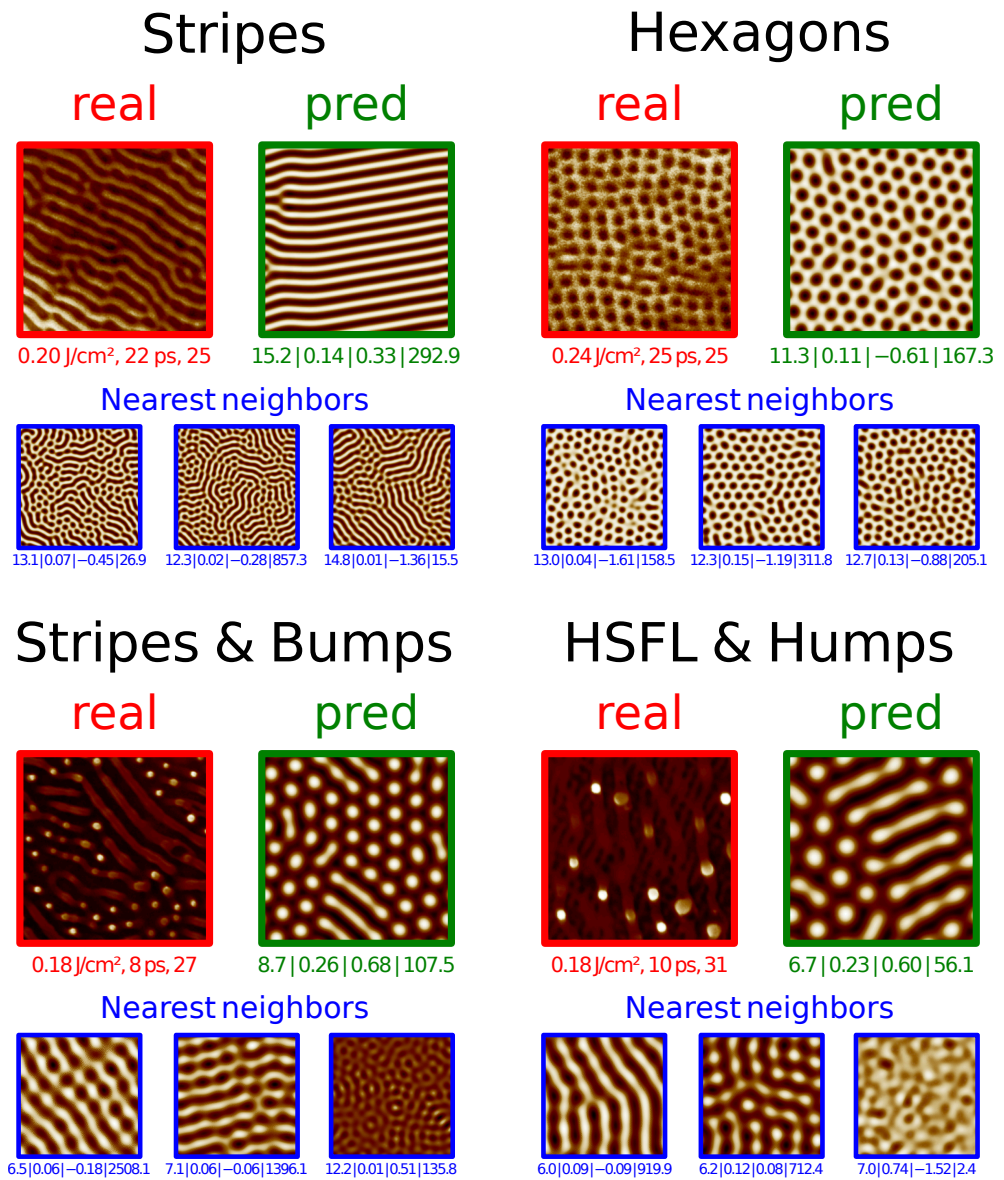 Stripes
real pred
0.20 J/cm², 22 ps, 25
15.2|0.14|0.33|292.9
Nearest neighbors
13.1|0.07|−0.45|26.9
12.3|0.02|−0.28|857.3
14.8|0.01|−1.36|15.5
Hexagons
real pred
0.24 J/cm², 25 ps, 25
11.3|0.11|−0.61|167.3
Nearest neighbors
13.0|0.04|−1.61|158.5
12.3|0.15|−1.19|311.8
12.7|0.13|−0.88|205.1
Stripes & Bumps
real pred
0.18 J/cm², 8 ps, 27
8.7|0.26|0.68|107.5
Nearest neighbors
6.5|0.06|−0.18|2508.1
7.1|0.06|−0.06|1396.1
12.2|0.01|0.51|135.8
HSFL & Humps
real pred
0.18 J/cm², 10 ps, 31
6.7|0.23|0.60|56.1
Nearest neighbors
6.0|0.09|−0.09|919.9
6.2|0.12|0.08|712.4
7.0|0.74|−1.52|2.4